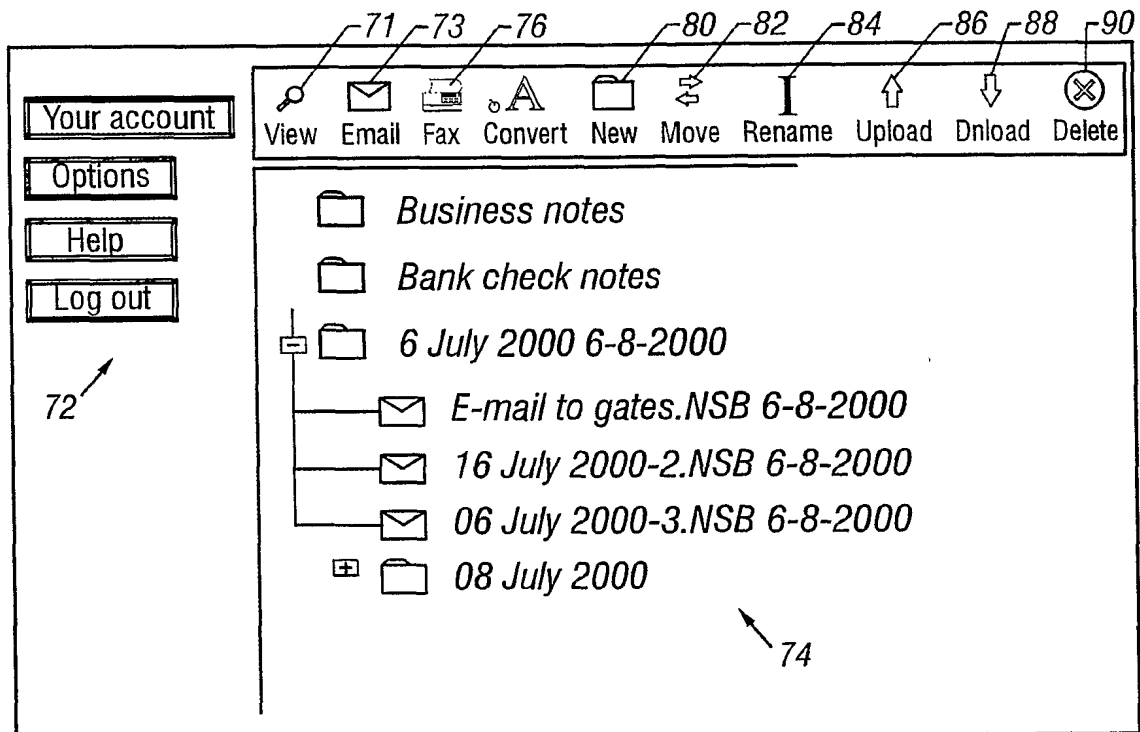 71 73 76 80 82 84 86 88 90
View Email Fax Convert New Move Rename Upload Dnload Delete
Your account
Options
Help
Log out
72
Business notes
Bank check notes
6 July 2000 6-8-2000
E-mail to gates.NSB 6-8-2000
16 July 2000-2.NSB 6-8-2000
06 July 2000-3.NSB 6-8-2000
08 July 2000
74